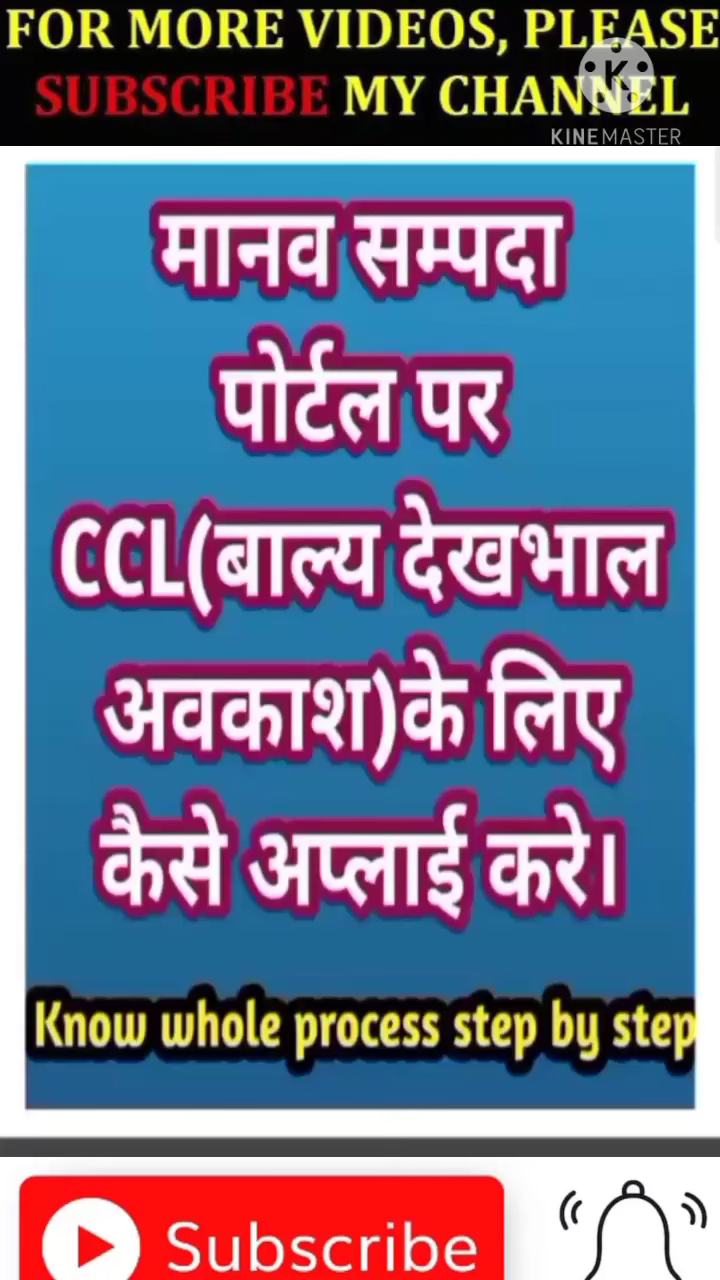 FOR MORE VIDEOS, PLEASE
SUBSCRIBE MY CHANNEL
KINEMASTER
मानव सम्पदा
पोर्टल पर
CCL(बाल्य देखभाल
अवकाश)के लिए
कैसे अप्लाई करे।
Know whole process step by step
Subscribe